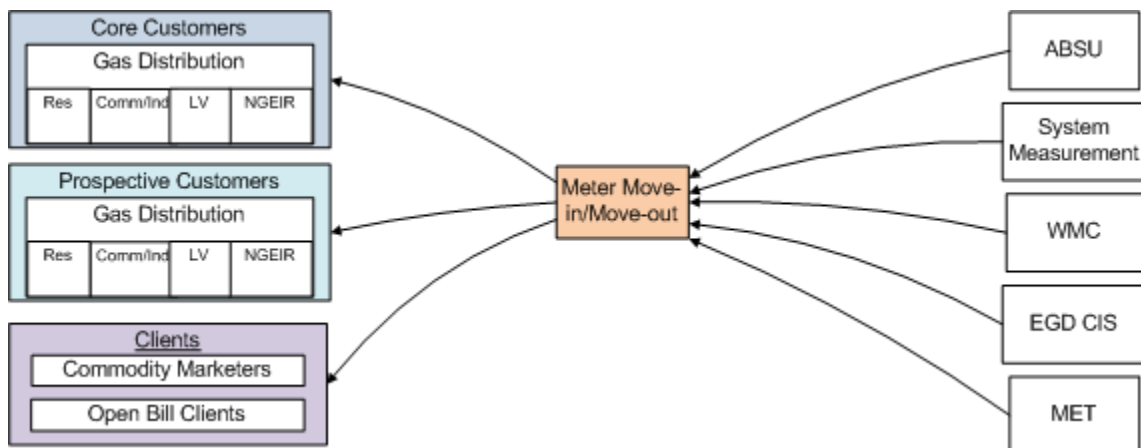 Core Customers
Gas Distribution
Res Comm/Ind LV NGEIR
Prospective Customers
Gas Distribution
Res Comm/Ind LV NGEIR
Clients
Commodity Marketers
Open Bill Clients
Meter Move-
in/Move-out
ABSU
System
Measurement
WMC
EGD CIS
MET